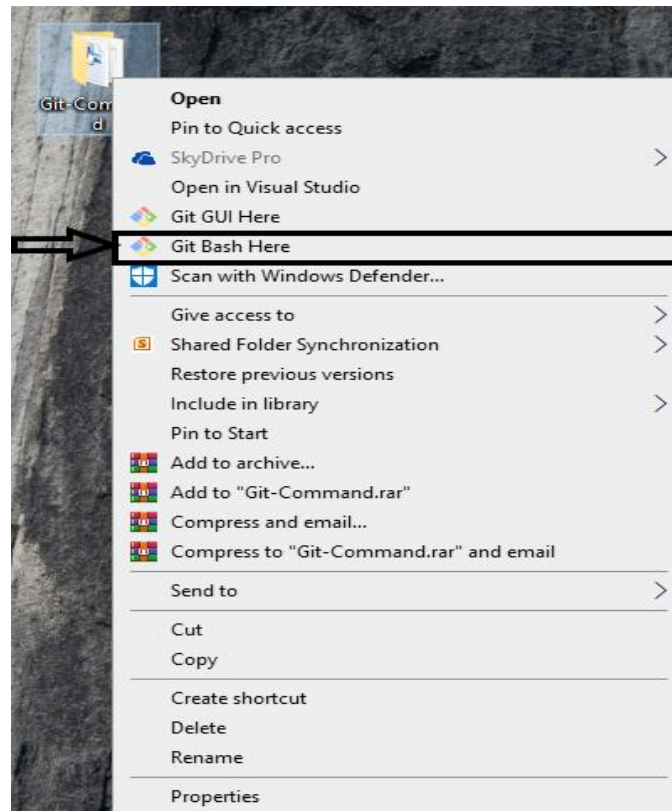 Git-Com
d
Open
Pin to Quick access
SkyDrive Pro
Open in Visual Studio
Git GUI Here
Git Bash Here
Scan with Windows Defender...
Give access to
Shared Folder Synchronization
Restore previous versions
Include in library
Pin to Start
Add to archive...
Add to "Git-Command.rar"
Compress and email...
Compress to "Git-Command.rar" and email
Send to
Cut
Copy
Create shortcut
Delete
Rename
Properties